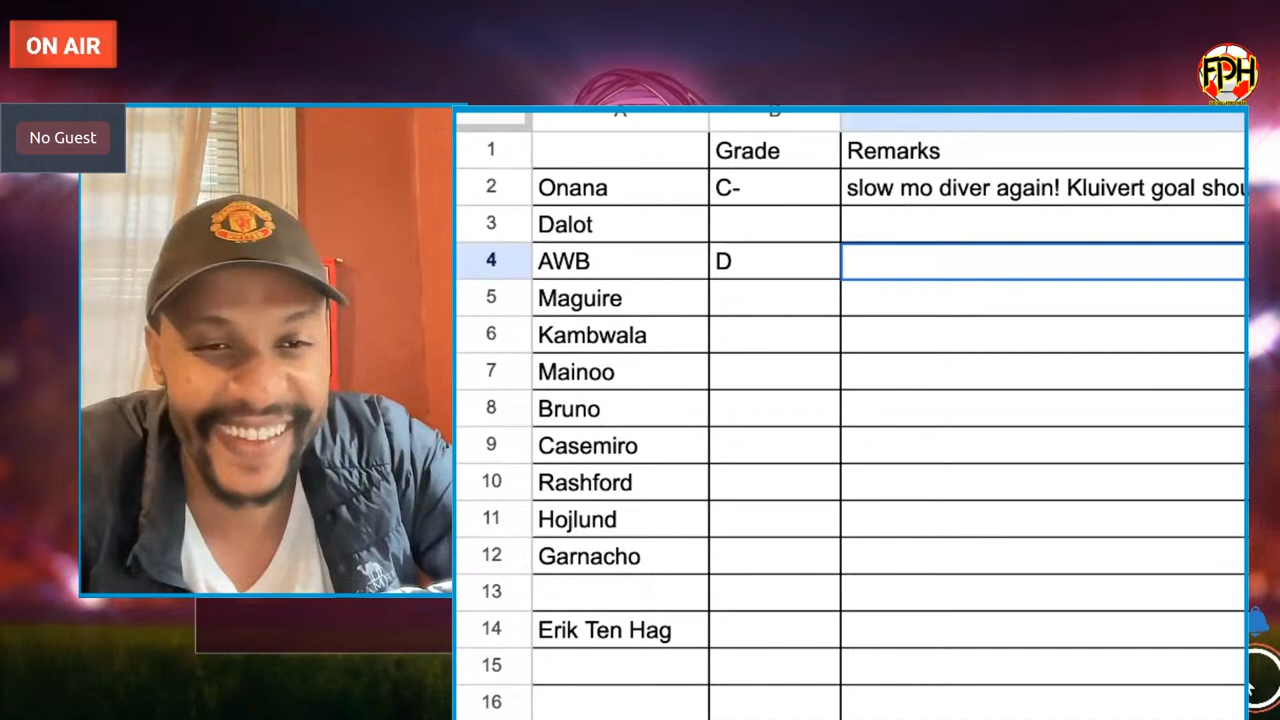 ON AIR
FPH
No Guest
1 Grade Remarks
2 Onana C- slow mo diver again! Kluivert goal
3 Dalot
4 AWB D
5 Maguire
6 Kambwala
7 Mainoo
8 Bruno
9 Casemiro
10 Rashford
11 Hojlund
12 Garnacho
13
14 Erik Ten Hag
15
16